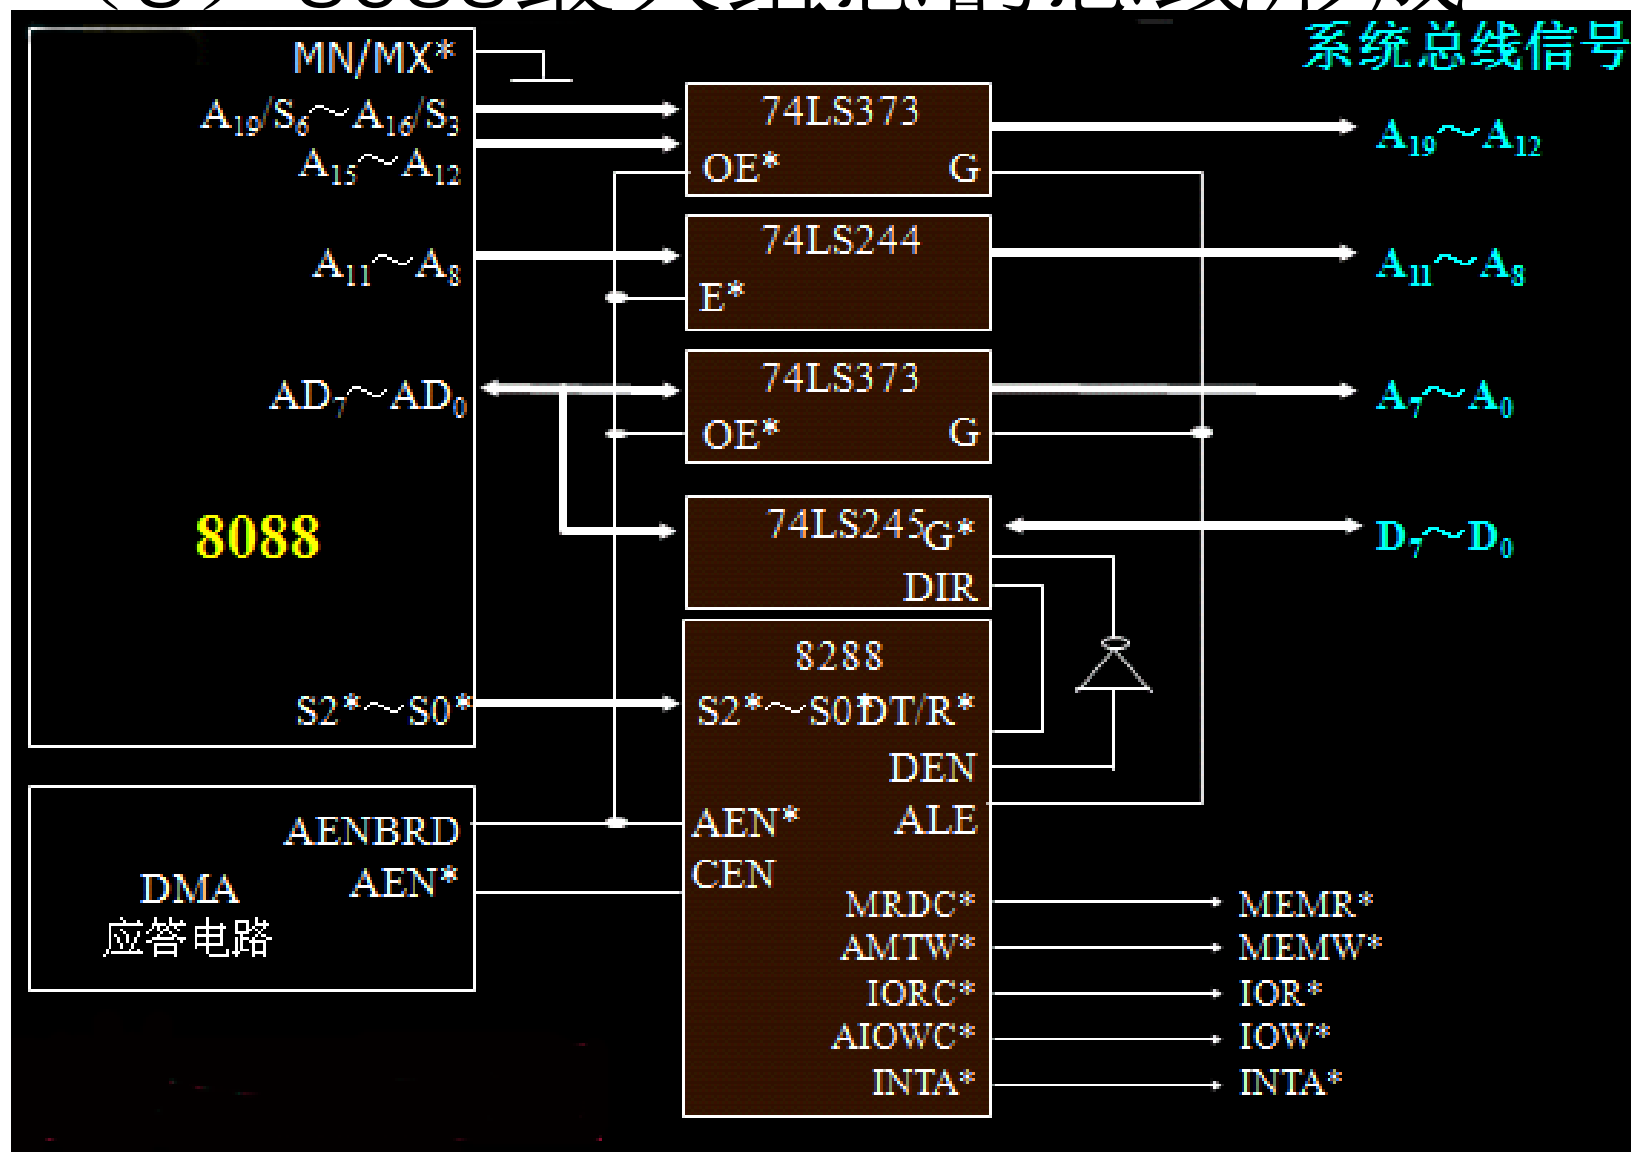 系统总线信号
MN/MX*
A19/S6～A16/S3
A15～A12
74LS373
OE* G
A19～A12
A11～A8
74LS244
E*
A11～A8
AD7～AD0
74LS373
OE* G
A7～A0
8088
74LS245
G*
DIR
D7～D0
S2*～S0*
8288
S2*～S0*
DT/R*
DEN
ALE
AEN*
CEN
AENBRD
AEN*
DMA
应答电路
MRDC* MEMR*
AMTW* MEMW*
IORC* IOR*
AIOWC* IOW*
INTA* INTA*